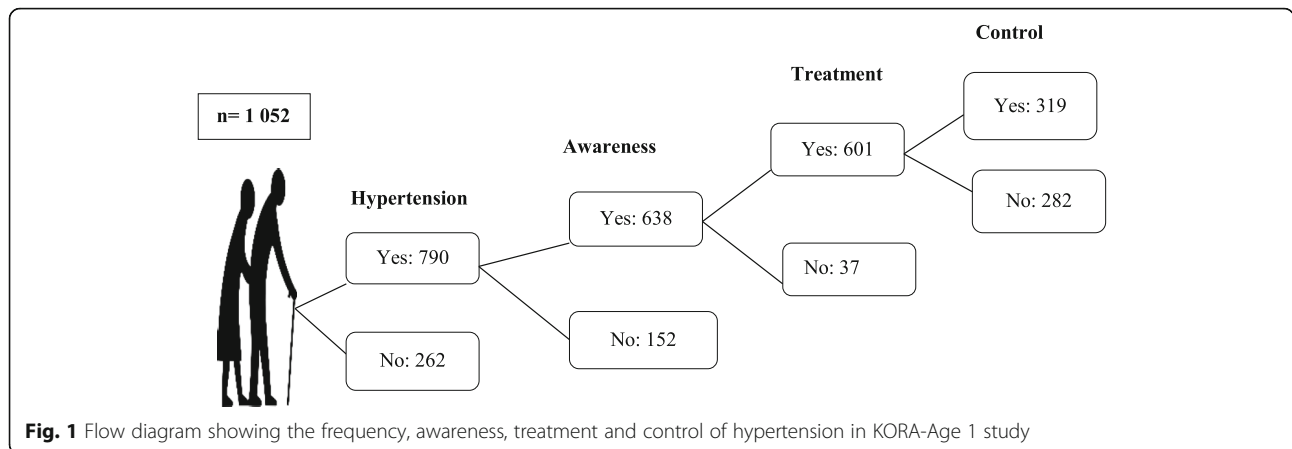 Control
Treatment
Yes: 319
n= 1 052
Awareness
Yes: 601
Hypertension
Yes: 638
No: 282
Yes: 790
No: 37
No: 262
No: 152
Fig. 1 Flow diagram showing the frequency, awareness, treatment and control of hypertension in KORA-Age 1 study